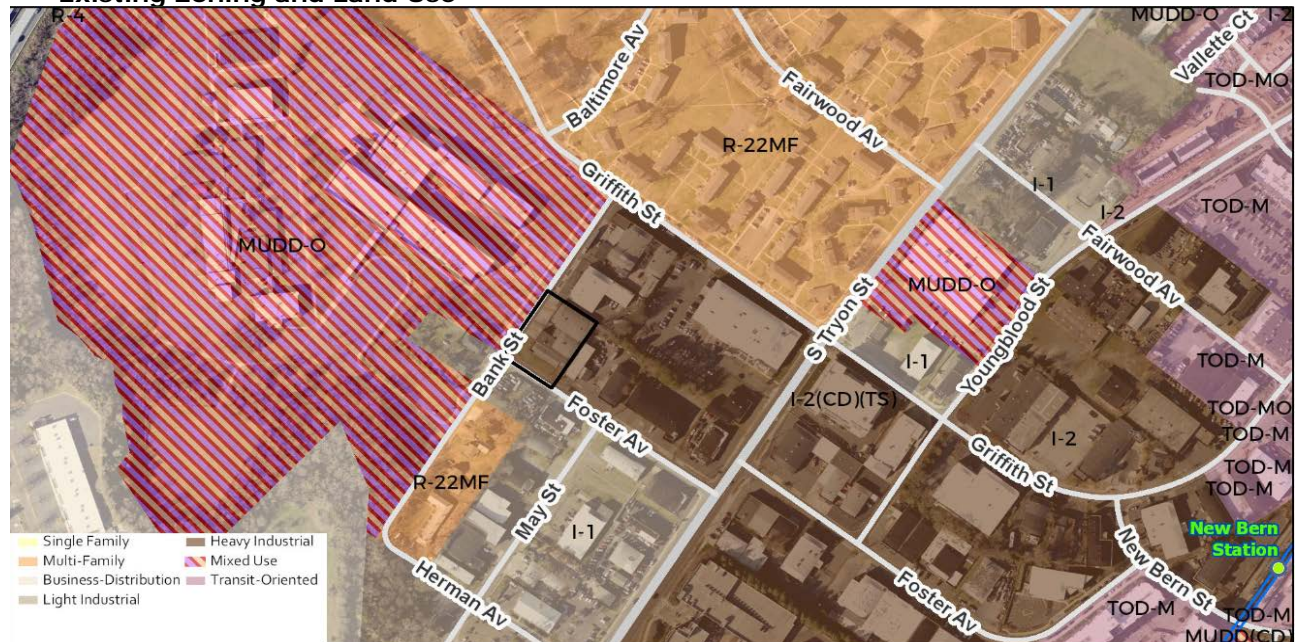 Existing Zoning and Land Use
R-4
MUDD-O
I-2
Vallette Ct
TOD-MO
Baltimore Av
Fairwood Av
R-22MF
Griffith St
I-1
I-2
TOD-M
Fairwood Av
MUDD-O
MUDD-O
S Tryon St
Youngblood St
I-1
TOD-M
Bank St
I-2(CD)(TS)
Foster Av
TOD-MO
TOD-M
I-2
Griffith St
TOD-M
TOD-M
R-22MF
May St
I-1
New Bern
Station
New Bern St
Single Family
Heavy Industrial
Multi-Family
Mixed Use
Business-Distribution
Transit-Oriented
Light Industrial
Herman Av
Foster Av
TOD-M
TOD-M
MUDD(CD)